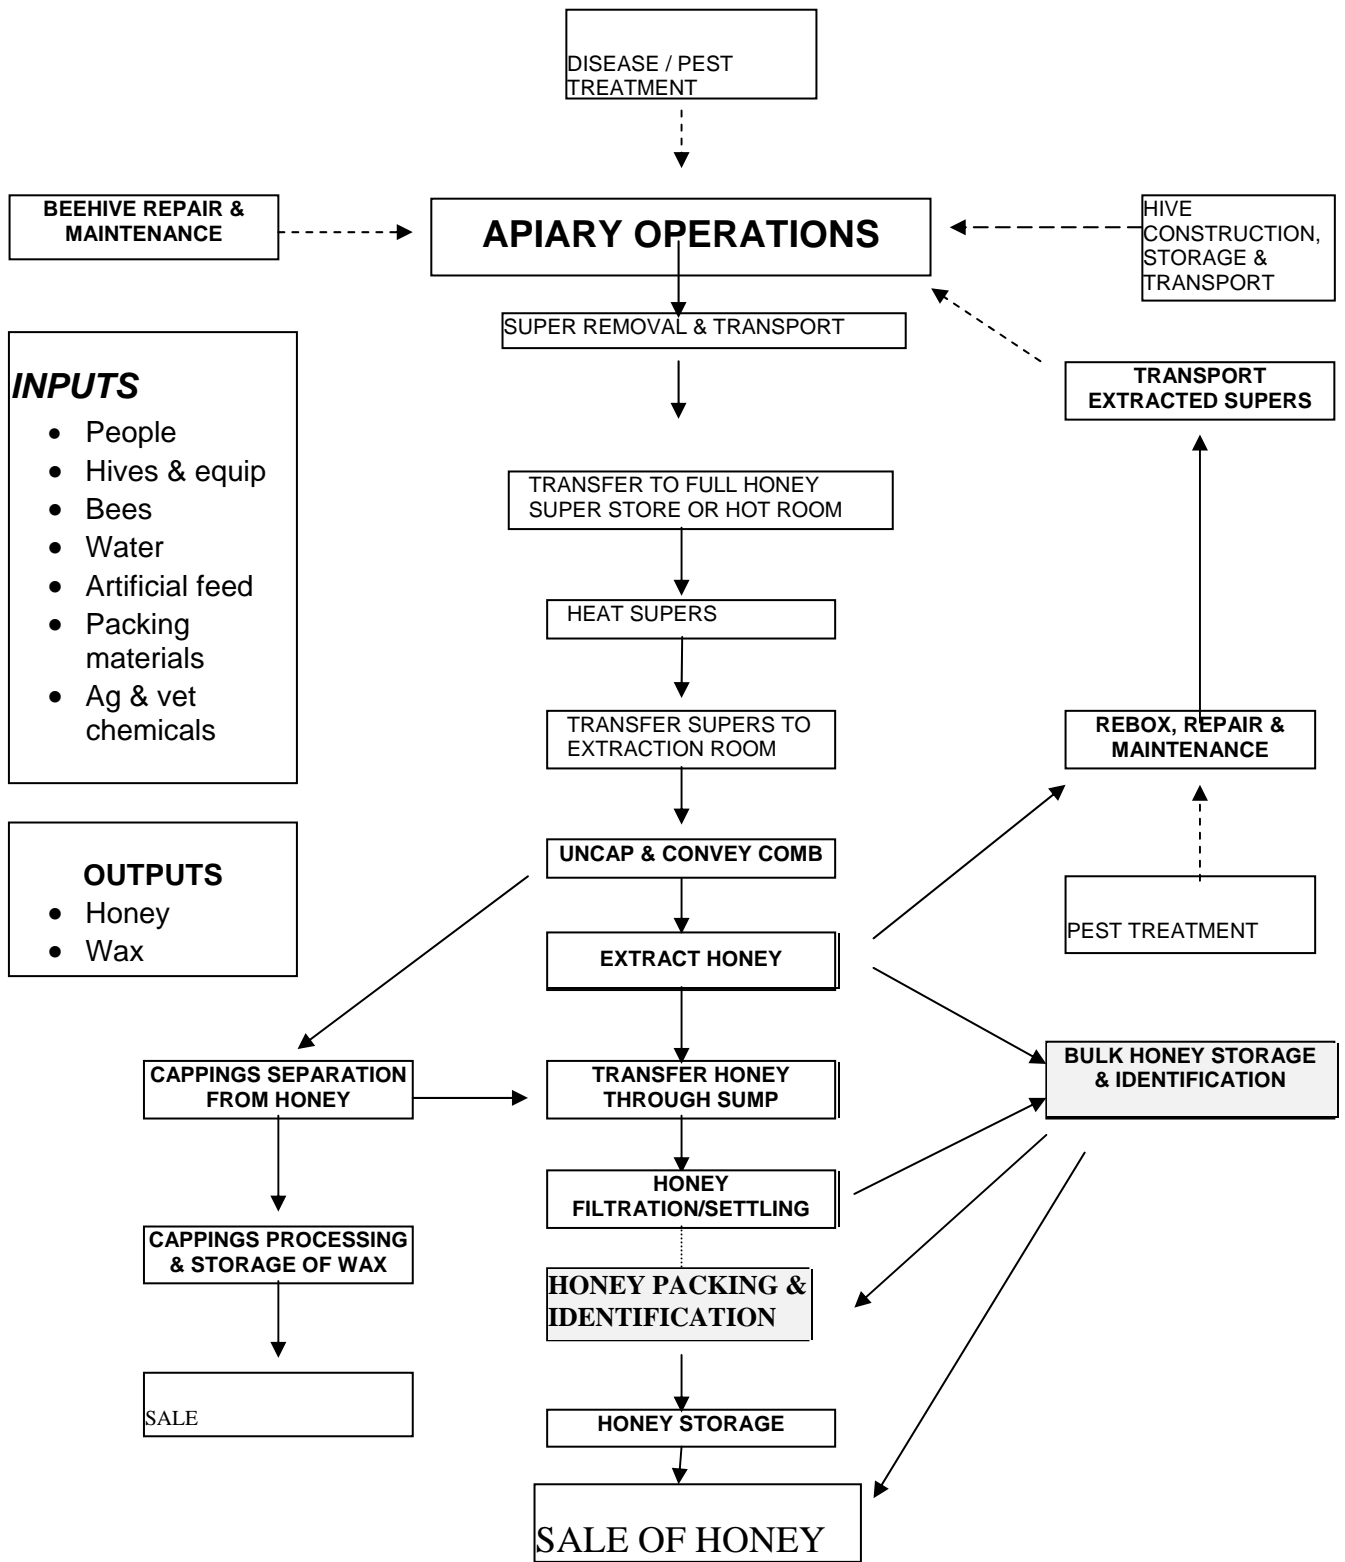 DISEASE / PEST
TREATMENT
BEEHIVE REPAIR &
MAINTENANCE
APIARY OPERATIONS
HIVE
CONSTRUCTION,
STORAGE &
TRANSPORT
SUPER REMOVAL & TRANSPORT
INPUTS
• People
• Hives & equip
• Bees
• Water
• Artificial feed
• Packing
materials
• Ag & vet
chemicals
TRANSPORT
EXTRACTED SUPERS
TRANSFER TO FULL HONEY
SUPER STORE OR HOT ROOM
HEAT SUPERS
TRANSFER SUPERS TO
EXTRACTION ROOM
REBOX, REPAIR &
MAINTENANCE
OUTPUTS
• Honey
• Wax
UNCAP & CONVEY COMB
EXTRACT HONEY
PEST TREATMENT
CAPPINGS SEPARATION
FROM HONEY
TRANSFER HONEY
THROUGH SUMP
BULK HONEY STORAGE
& IDENTIFICATION
HONEY
FILTRATION/SETTLING
CAPPINGS PROCESSING
& STORAGE OF WAX
HONEY PACKING &
IDENTIFICATION
SALE
HONEY STORAGE
SALE OF HONEY